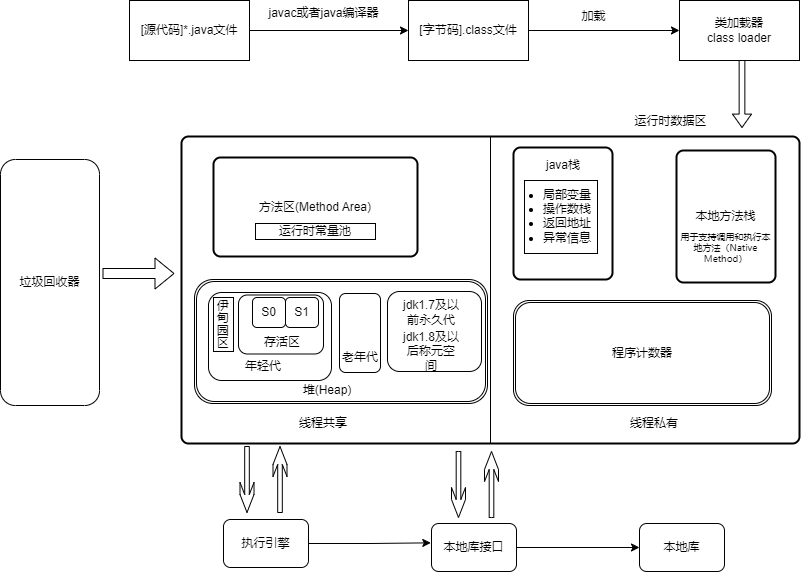 javac或者java编译器
加载
[源代码]*.java文件
[字节码].class文件
类加载器
class loader
运行时数据区
垃圾回收器
方法区(Method Area)
运行时常量池
java栈
局部变量
操作数栈
返回地址
异常信息
本地方法栈
用于支持调用和执行本
地方法（Native
Method）
伊
甸
园
区
S0
S1
存活区
年轻代
老年代
jdk1.7及以
前永久代
jdk1.8及以
后称元空
间
堆(Heap)
程序计数器
线程共享
线程私有
执行引擎
本地库接口
本地库